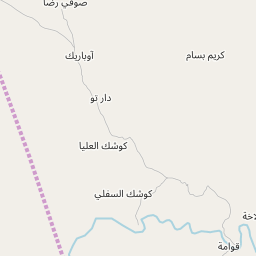 صوفي رضا
آوباريك
كريم بسام
دار تو
كوشك العليا
كوشك السفلي
قوامة